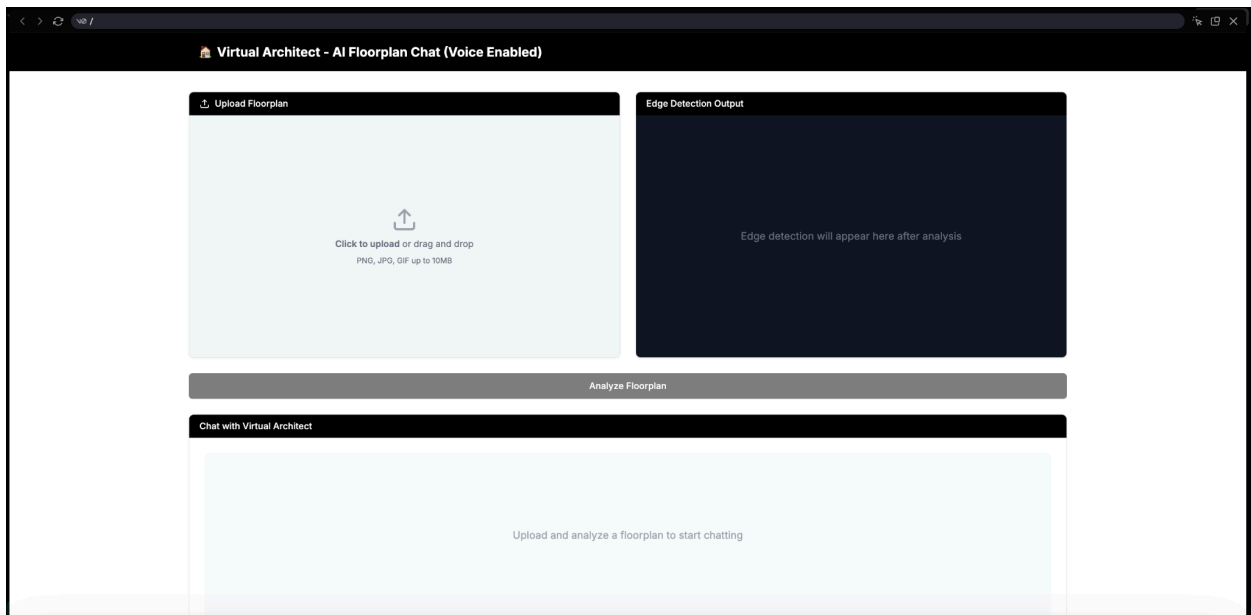 v0 /
🏠 Virtual Architect - AI Floorplan Chat (Voice Enabled)
Upload Floorplan
Edge Detection Output
Click to upload or drag and drop
PNG, JPG, GIF up to 10MB
Edge detection will appear here after analysis
Analyze Floorplan
Chat with Virtual Architect
Upload and analyze a floorplan to start chatting